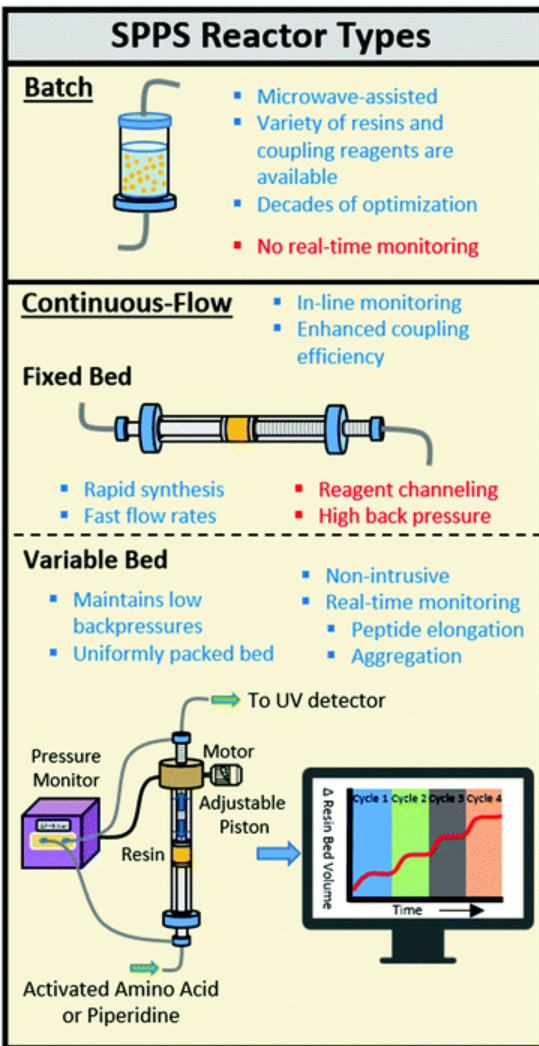 SPPS Reactor Types
Batch
Microwave-assisted
Variety of resins and
coupling reagents are
available
Decades of optimization
No real-time monitoring
Continuous-Flow
In-line monitoring
Enhanced coupling
efficiency
Fixed Bed
Rapid synthesis
Fast flow rates
Reagent channeling
High back pressure
Variable Bed
Maintains low
backpressures
Uniformly packed bed
Non-intrusive
Real-time monitoring
Peptide elongation
Aggregation
To UV detector
Pressure
Monitor
Motor
Adjustable
Piston
Resin
Activated Amino Acid
or Piperidine
Δ Resin Bed Volume
Cycle 1 Cycle 2 Cycle 3 Cycle 4
Time